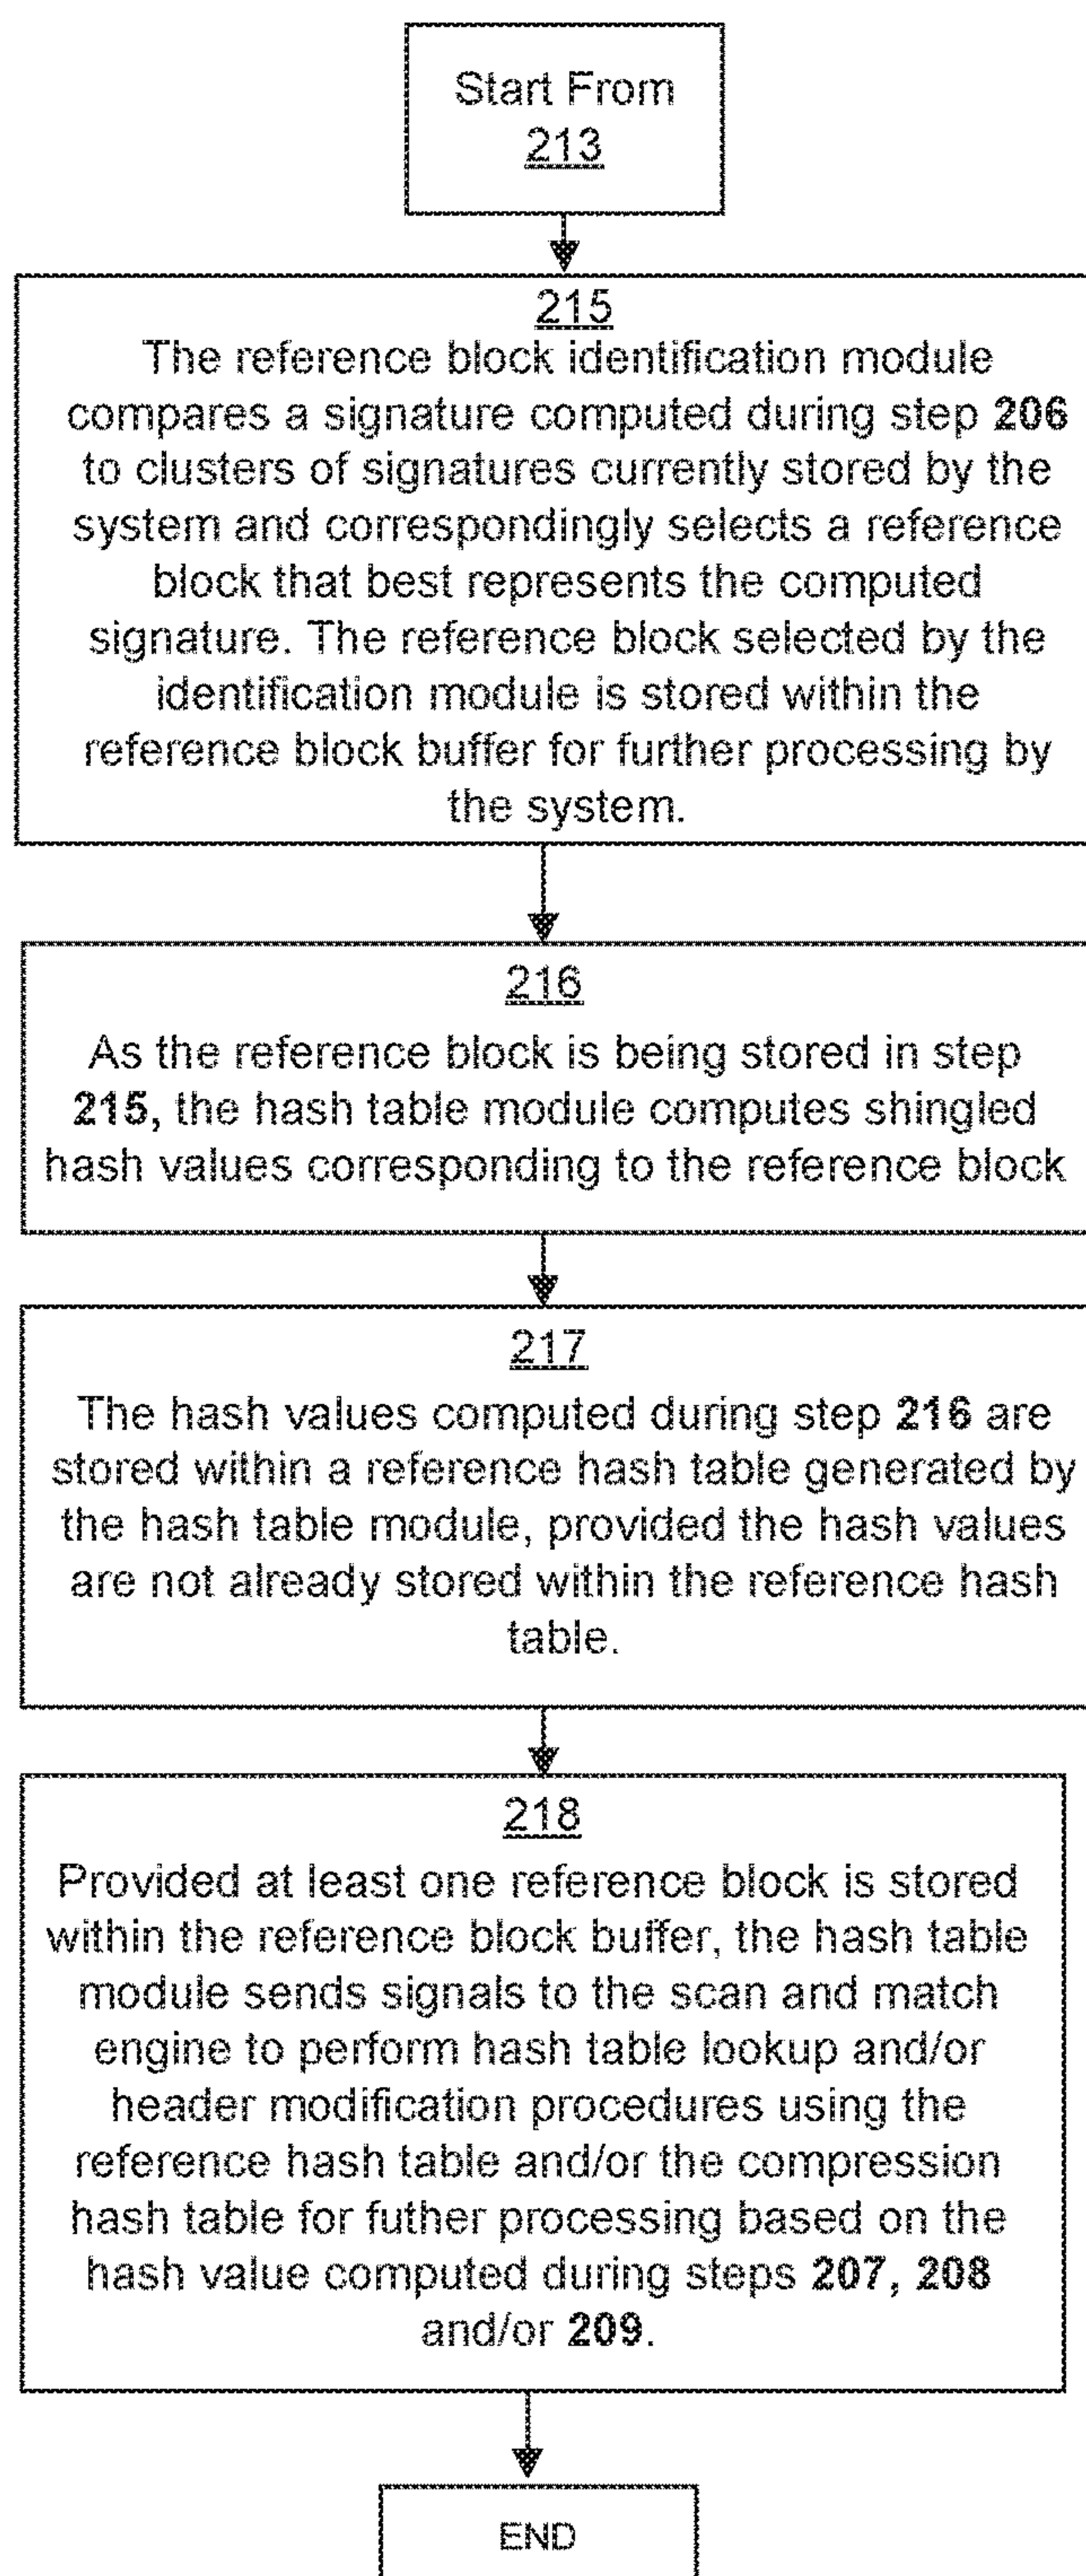 Start From
213
215
The reference block identification module
compares a signature computed during step 206
to clusters of signatures currently stored by the
system and correspondingly selects a reference
block that best represents the computed
signature. The reference block selected by the
identification module is stored within the
reference block buffer for further processing by
the system.
216
As the reference block is being stored in step
215, the hash table module computes shingled
hash values corresponding to the reference block
217
The hash values computed during step 216 are
stored within a reference hash table generated by
the hash table module, provided the hash values
are not already stored within the reference hash
table.
218
Provided at least one reference block is stored
within the reference block buffer, the hash table
module sends signals to the scan and match
engine to perform hash table lookup and/or
header modification procedures using the
reference hash table and/or the compression
hash table for futher processing based on the
hash value computed during steps 207, 208
and/or 209.
END